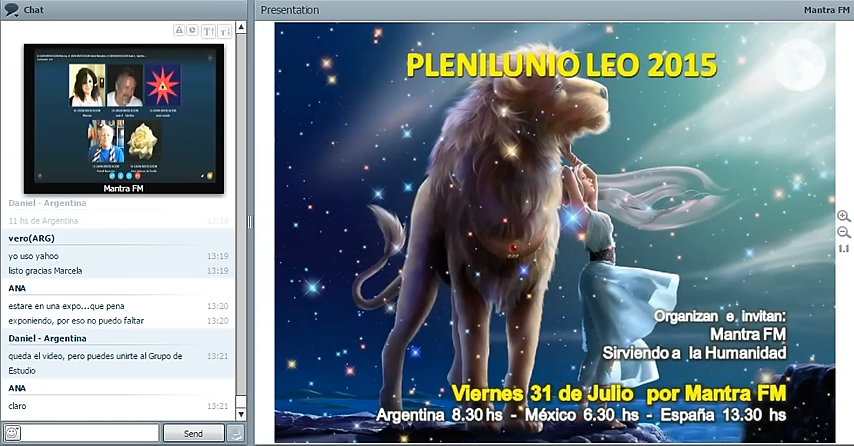 Chat
Mantra FM
Daniel - Argentina
11 hs de Argentina
vero(ARG)
yo uso yahoo 13:19
listo gracias Marcela 13:19
ANA
estare en una expo...que pena 13:20
exponiendo, por eso no puedo faltar 13:20
Daniel - Argentina
queda el video, pero puedes unirte al Grupo de 13:21
Estudio
ANA
claro 13:21
Send
Presentation
Mantra FM
PLENILUNIO LEO 2015
Organizan e invitan:
Mantra FM
Sirviendo a la Humanidad
Viernes 31 de Julio por Mantra FM
Argentina 8.30 hs - México 6.30 hs - España 13.30 hs
1:1